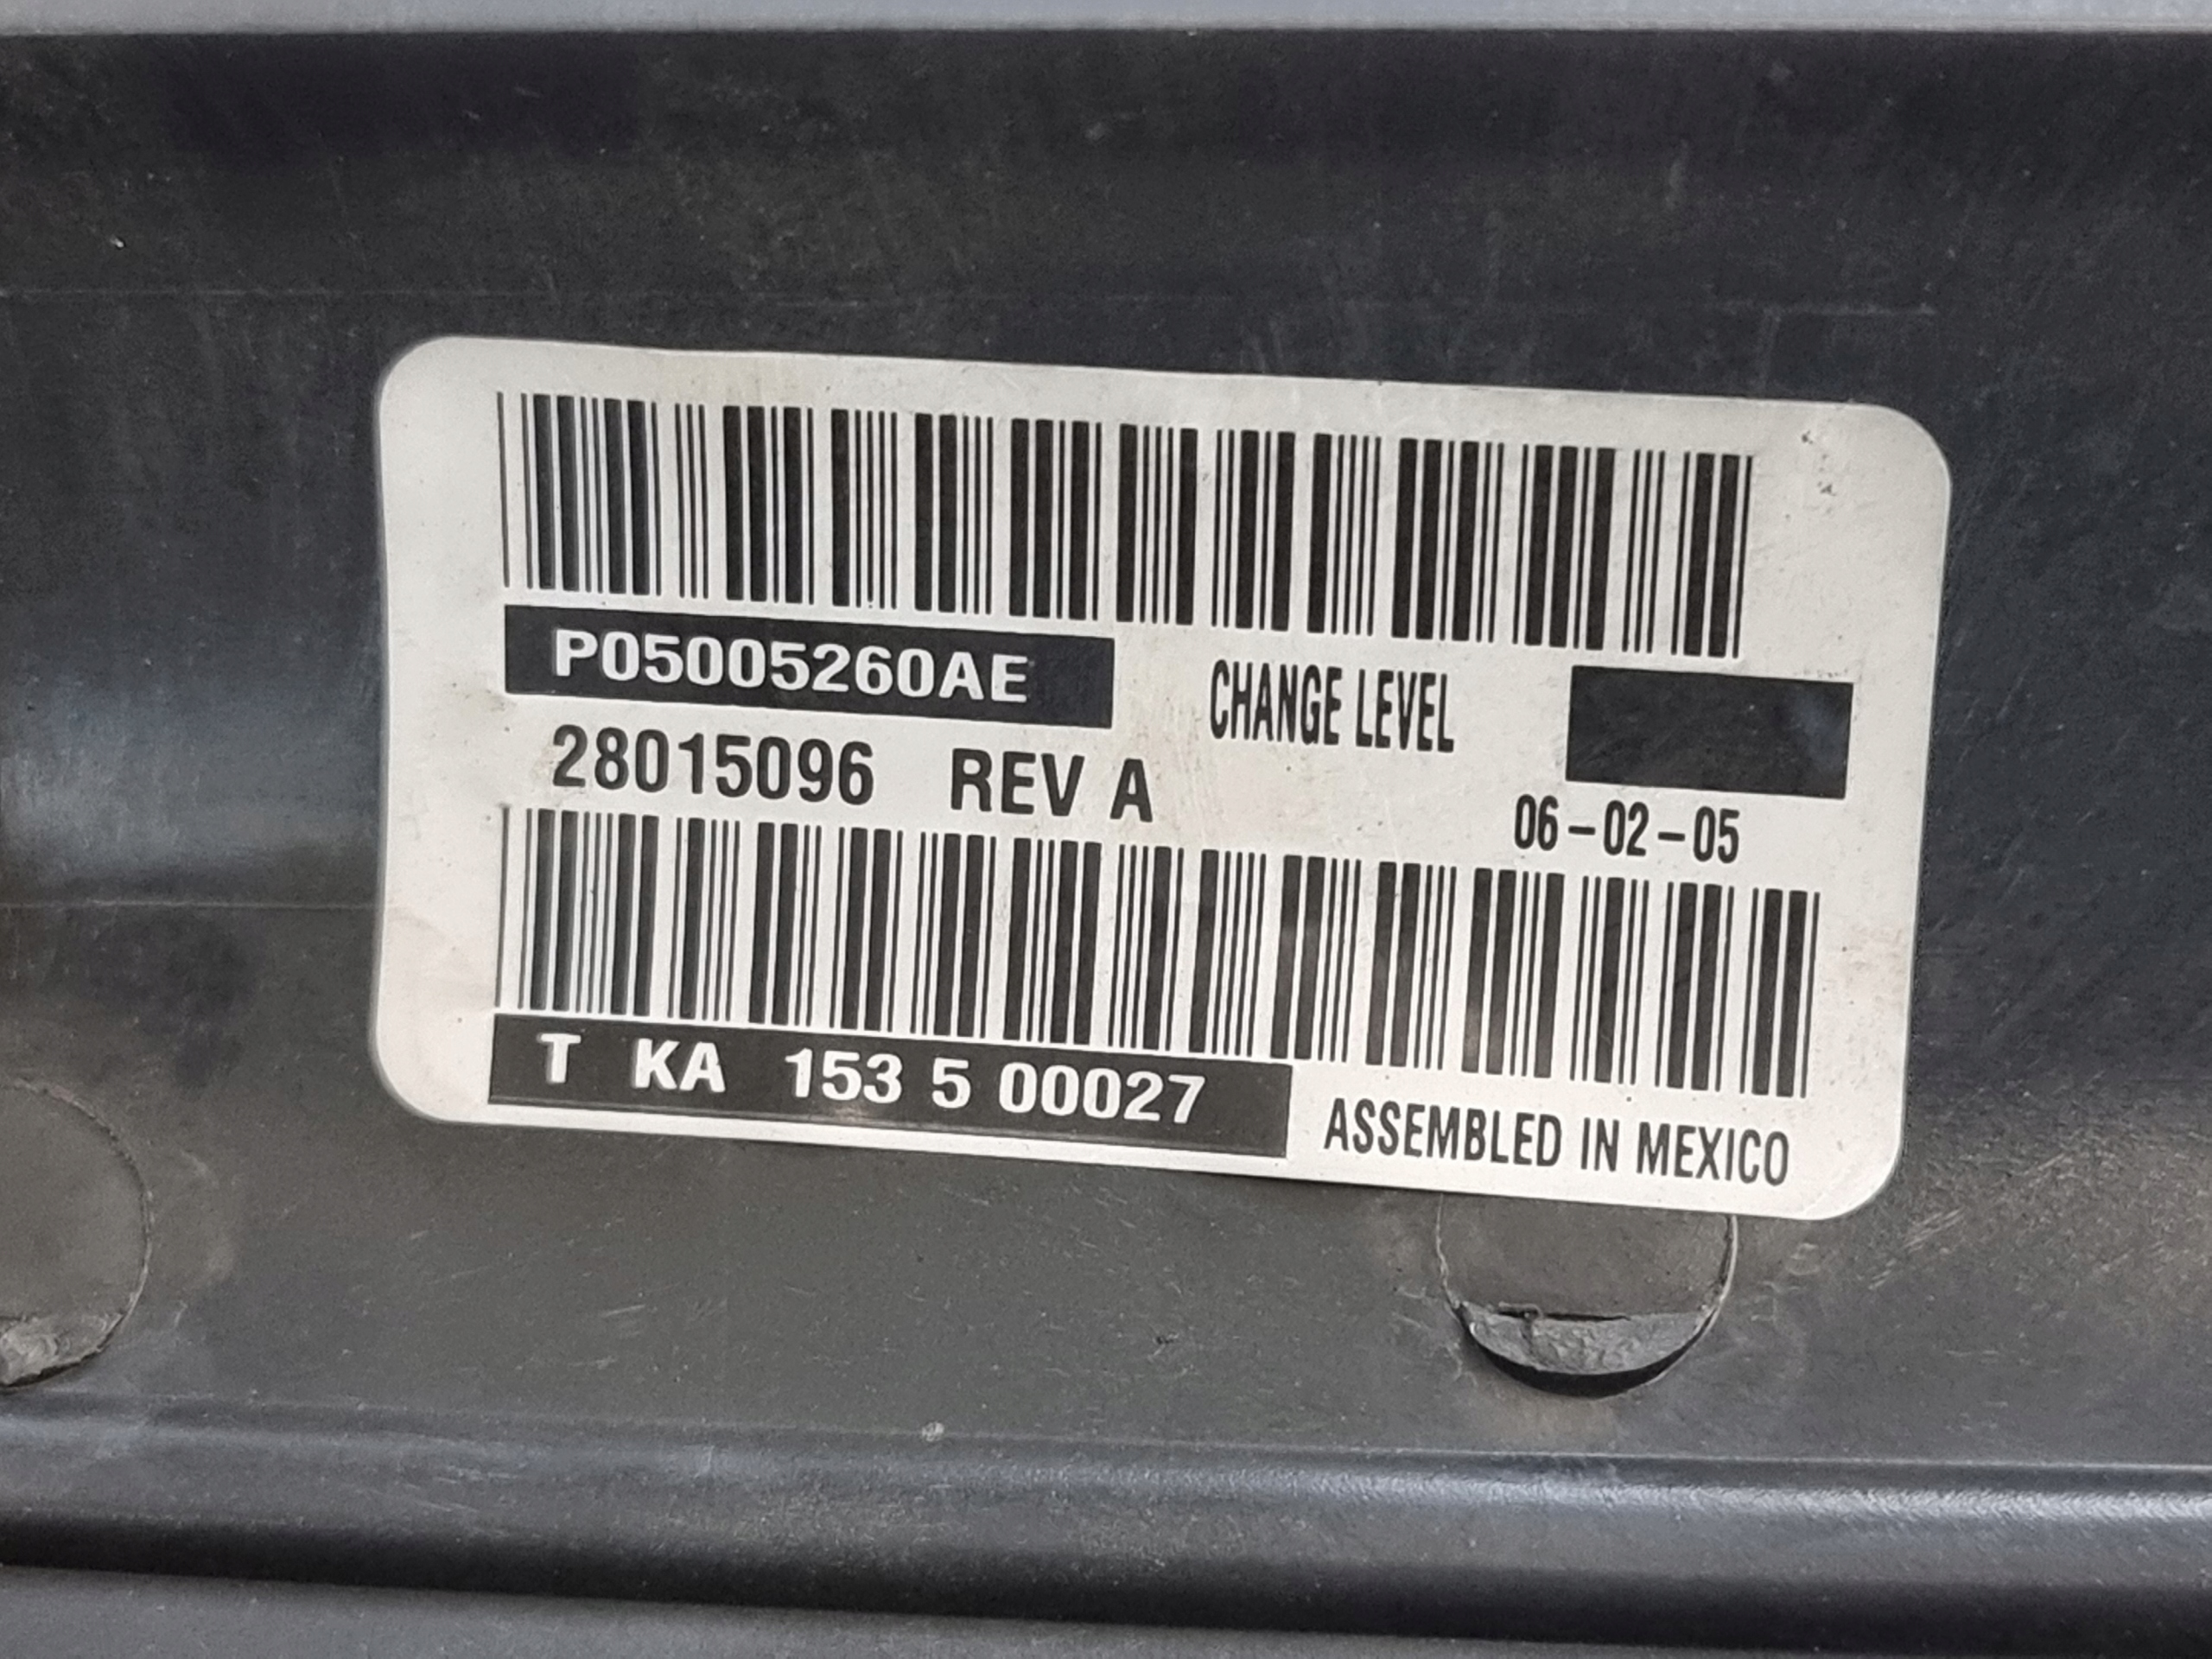 P05005260AE
CHANGE LEVEL
28015096 REV A
06-02-05
T KA 153 5 00027
ASSEMBLED IN MEXICO